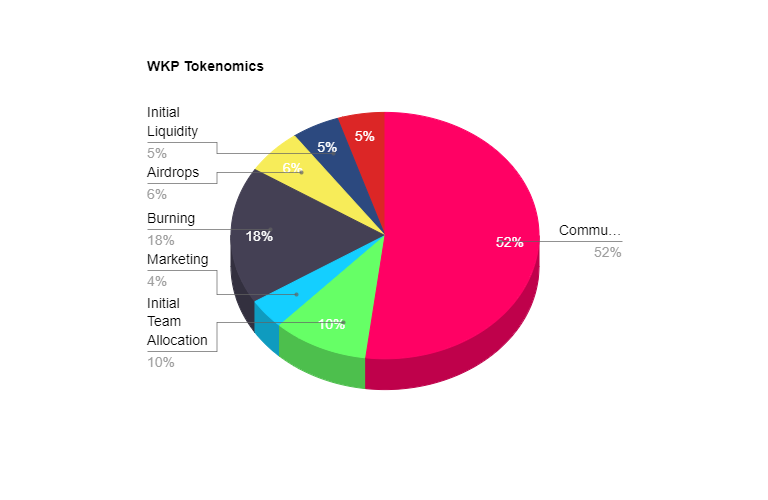 WKP Tokenomics
Initial
Liquidity
5%
Airdrops
6%
Burning
18%
Marketing
4%
Initial
Team
Allocation
10%
5%
5%
6%
18%
10%
52%
Commu...
52%